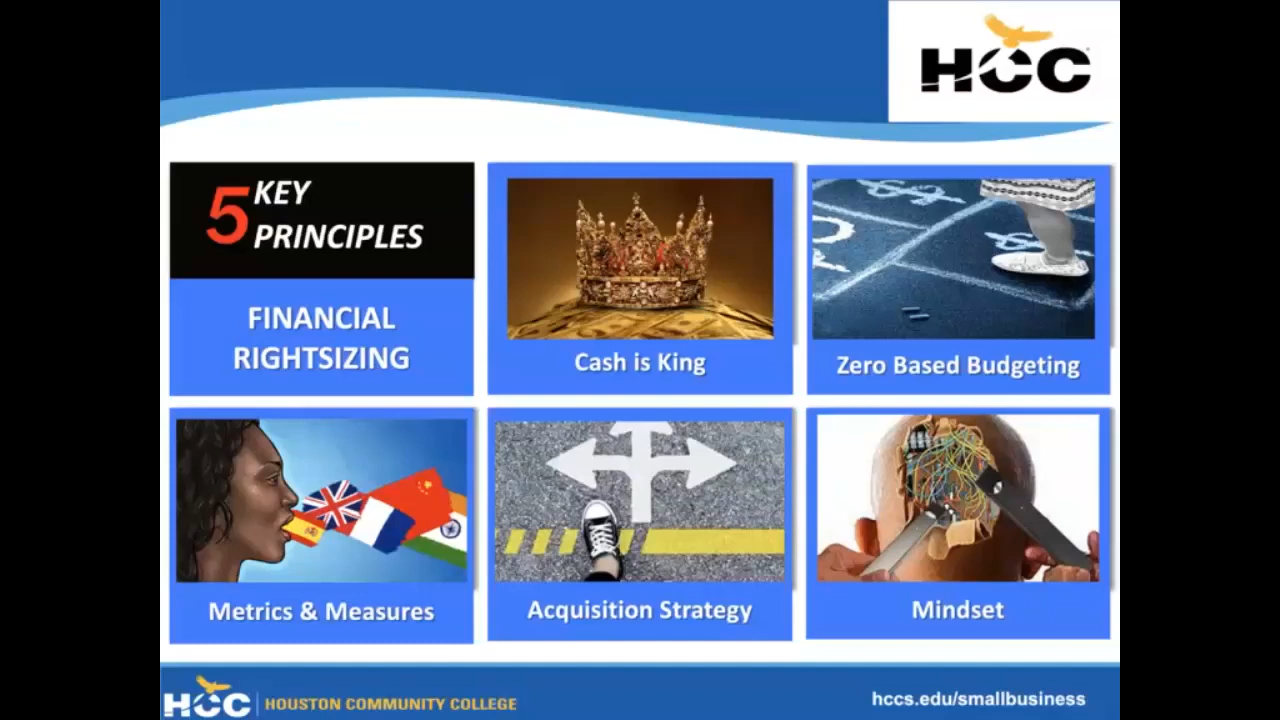 HCC
5 KEY
PRINCIPLES
FINANCIAL
RIGHTSIZING
Cash is King
Zero Based Budgeting
Metrics & Measures
Acquisition Strategy
Mindset
HCC HOUSTON COMMUNITY COLLEGE
hccs.edu/smallbusiness